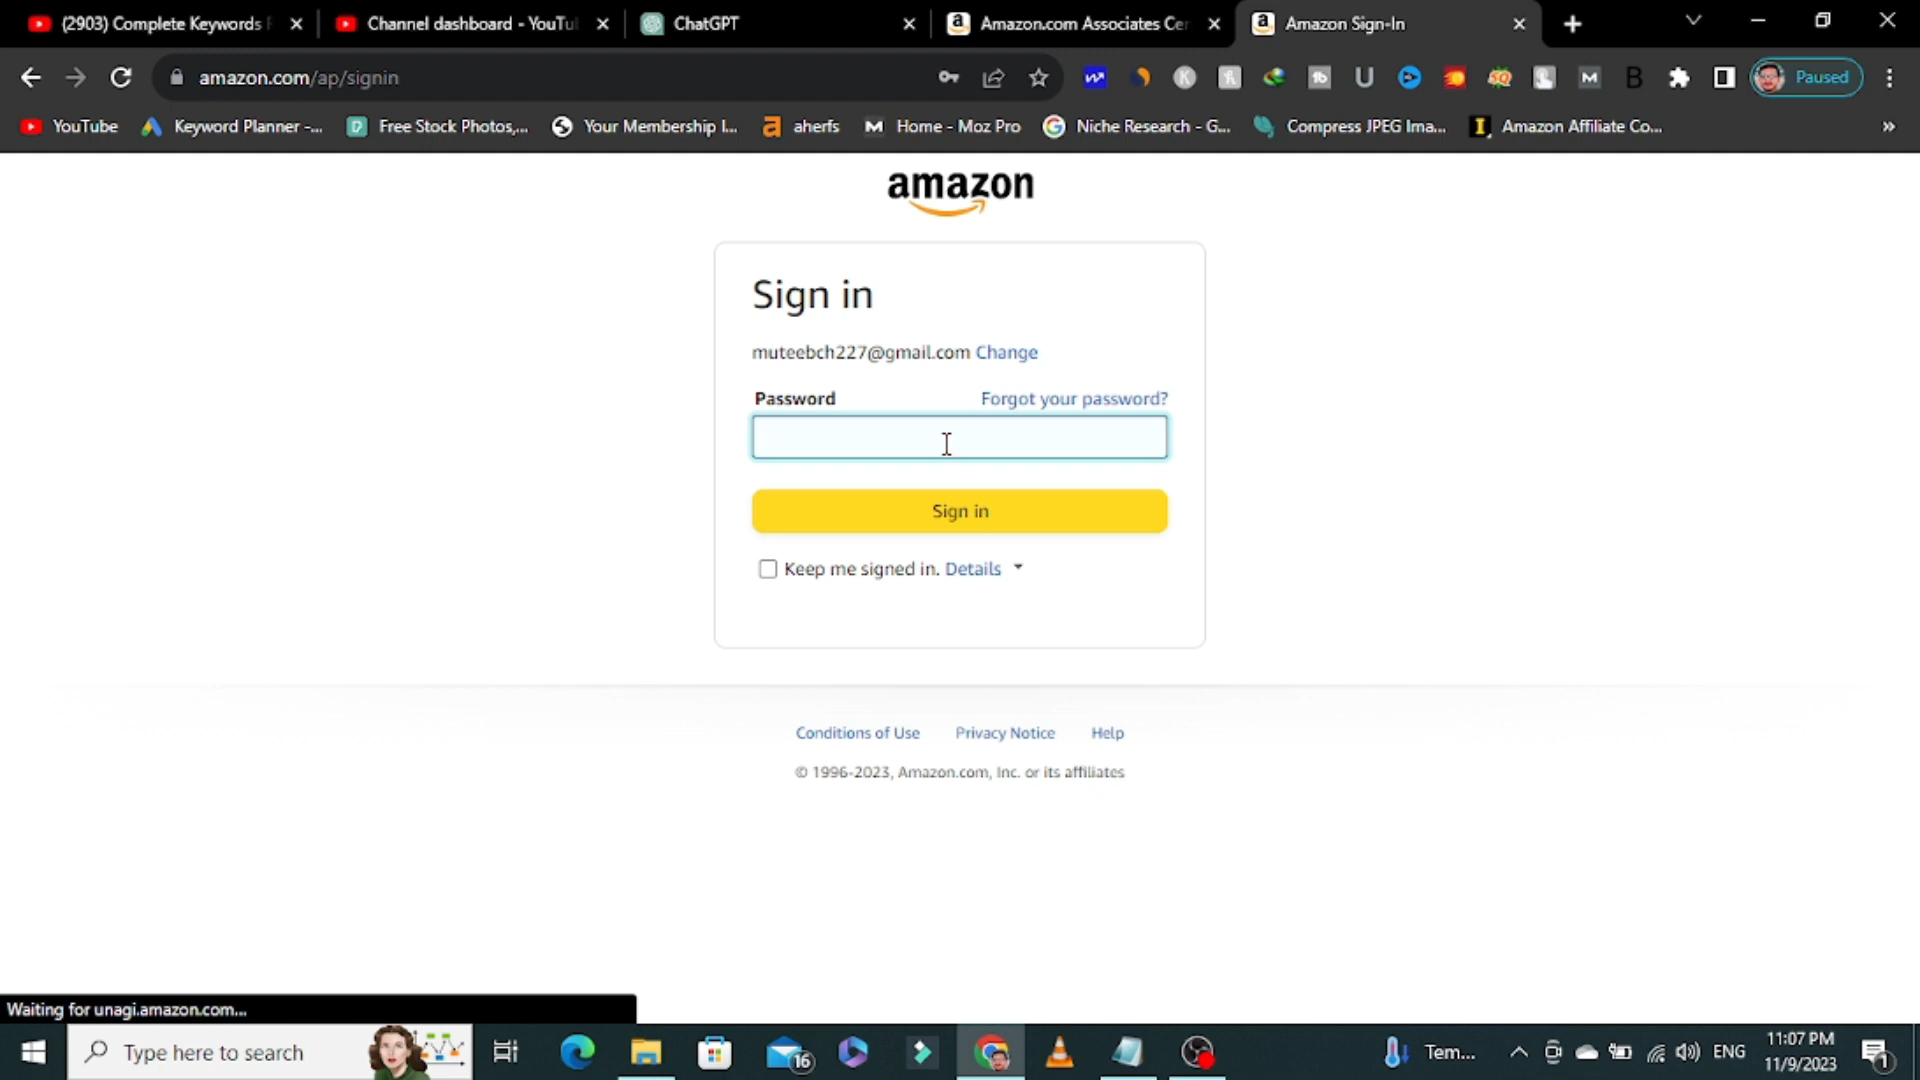 (2903) Complete Keywords
Channel dashboard - YouTu
ChatGPT
Amazon.com Associates Ce
Amazon Sign-In
amazon.com/ap/signin
Paused
YouTube
Keyword Planner -...
Free Stock Photos,...
Your Membership I...
aherfs
Home - Moz Pro
Niche Research - G...
Compress JPEG Ima...
Amazon Affiliate Co...
amazon
Sign in
muteebch227@gmail.com Change
Password
Forgot your password?
Sign in
Keep me signed in. Details
Conditions of Use
Privacy Notice
Help
© 1996-2023, Amazon.com, Inc. or its affiliates
Waiting for unagi.amazon.com...
Type here to search
16
Tem...
ENG
11:07 PM
11/9/2023
1